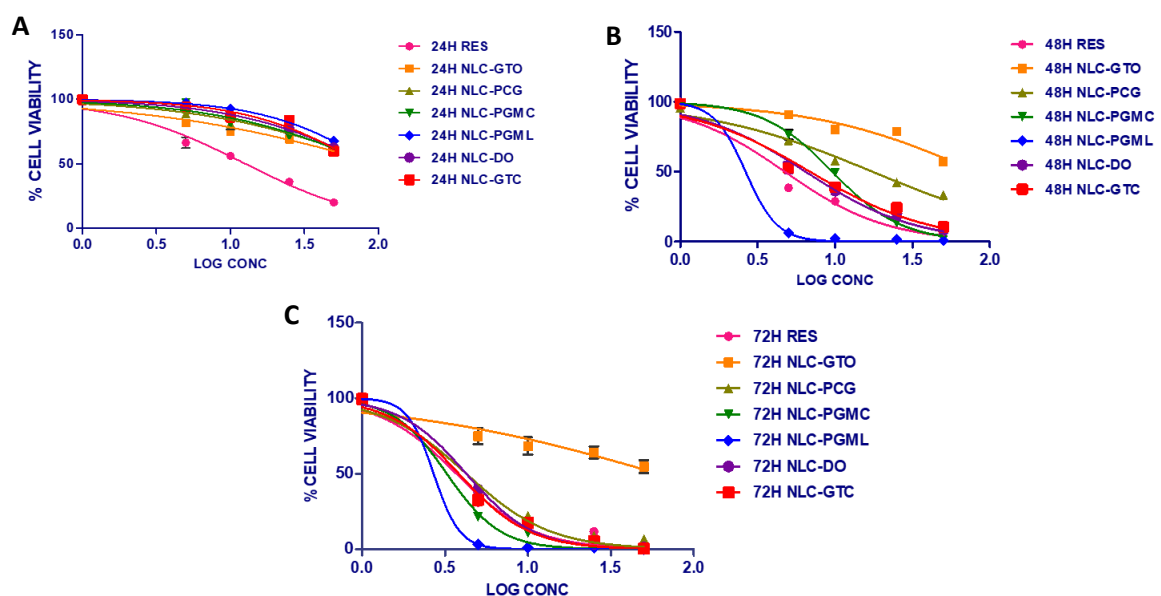 A
150
100
50
0
0.0 0.5 1.0 1.5 2.0
% CELL VIABILITY
LOG CONC
24H RES
24H NLC-GTO
24H NLC-PCG
24H NLC-PGMC
24H NLC-PGML
24H NLC-DO
24H NLC-GTC
B
150
100
50
0
0.0 0.5 1.0 1.5 2.0
% CELL VIABILITY
LOG CONC
48H RES
48H NLC-GTO
48H NLC-PCG
48H NLC-PGMC
48H NLC-PGML
48H NLC-DO
48H NLC-GTC
C
150
100
50
0
0.0 0.5 1.0 1.5 2.0
% CELL VIABILITY
LOG CONC
72H RES
72H NLC-GTO
72H NLC-PCG
72H NLC-PGMC
72H NLC-PGML
72H NLC-DO
72H NLC-GTC